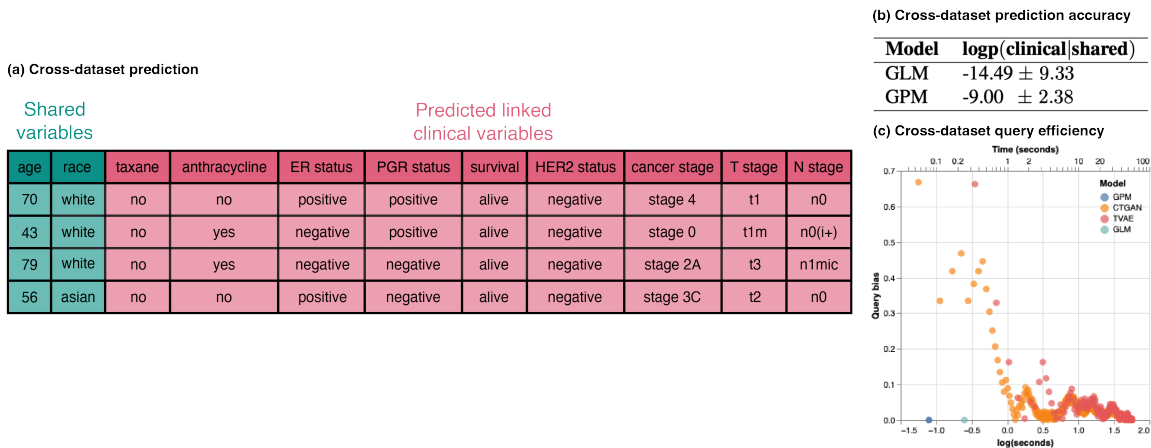 (a) Cross-dataset prediction
Shared
variables
Predicted linked
clinical variables
age race taxane anthracycline ER status PGR status survival HER2 status cancer stage T stage N stage
70 white no no positive positive alive negative stage 4 t1 n0
43 white no yes negative positive alive negative stage 0 t1m n0(i+)
79 white no yes negative negative alive negative stage 2A t3 n1mic
56 asian no no positive negative alive negative stage 3C t2 n0
(b) Cross-dataset prediction accuracy
Model logp(clinical|shared)
GLM -14.49 ± 9.33
GPM -9.00 ± 2.38
(c) Cross-dataset query efficiency
Time (seconds)
0.1 0.2 1 2 10 20 100
0.7
0.6
0.5
0.4
0.3
0.2
0.1
0.0
Query bias
Model
GPM
CTGAN
TVAE
GLM
−1.5 −1.0 −0.5 0.0 0.5 1.0 1.5 2.0
log(seconds)